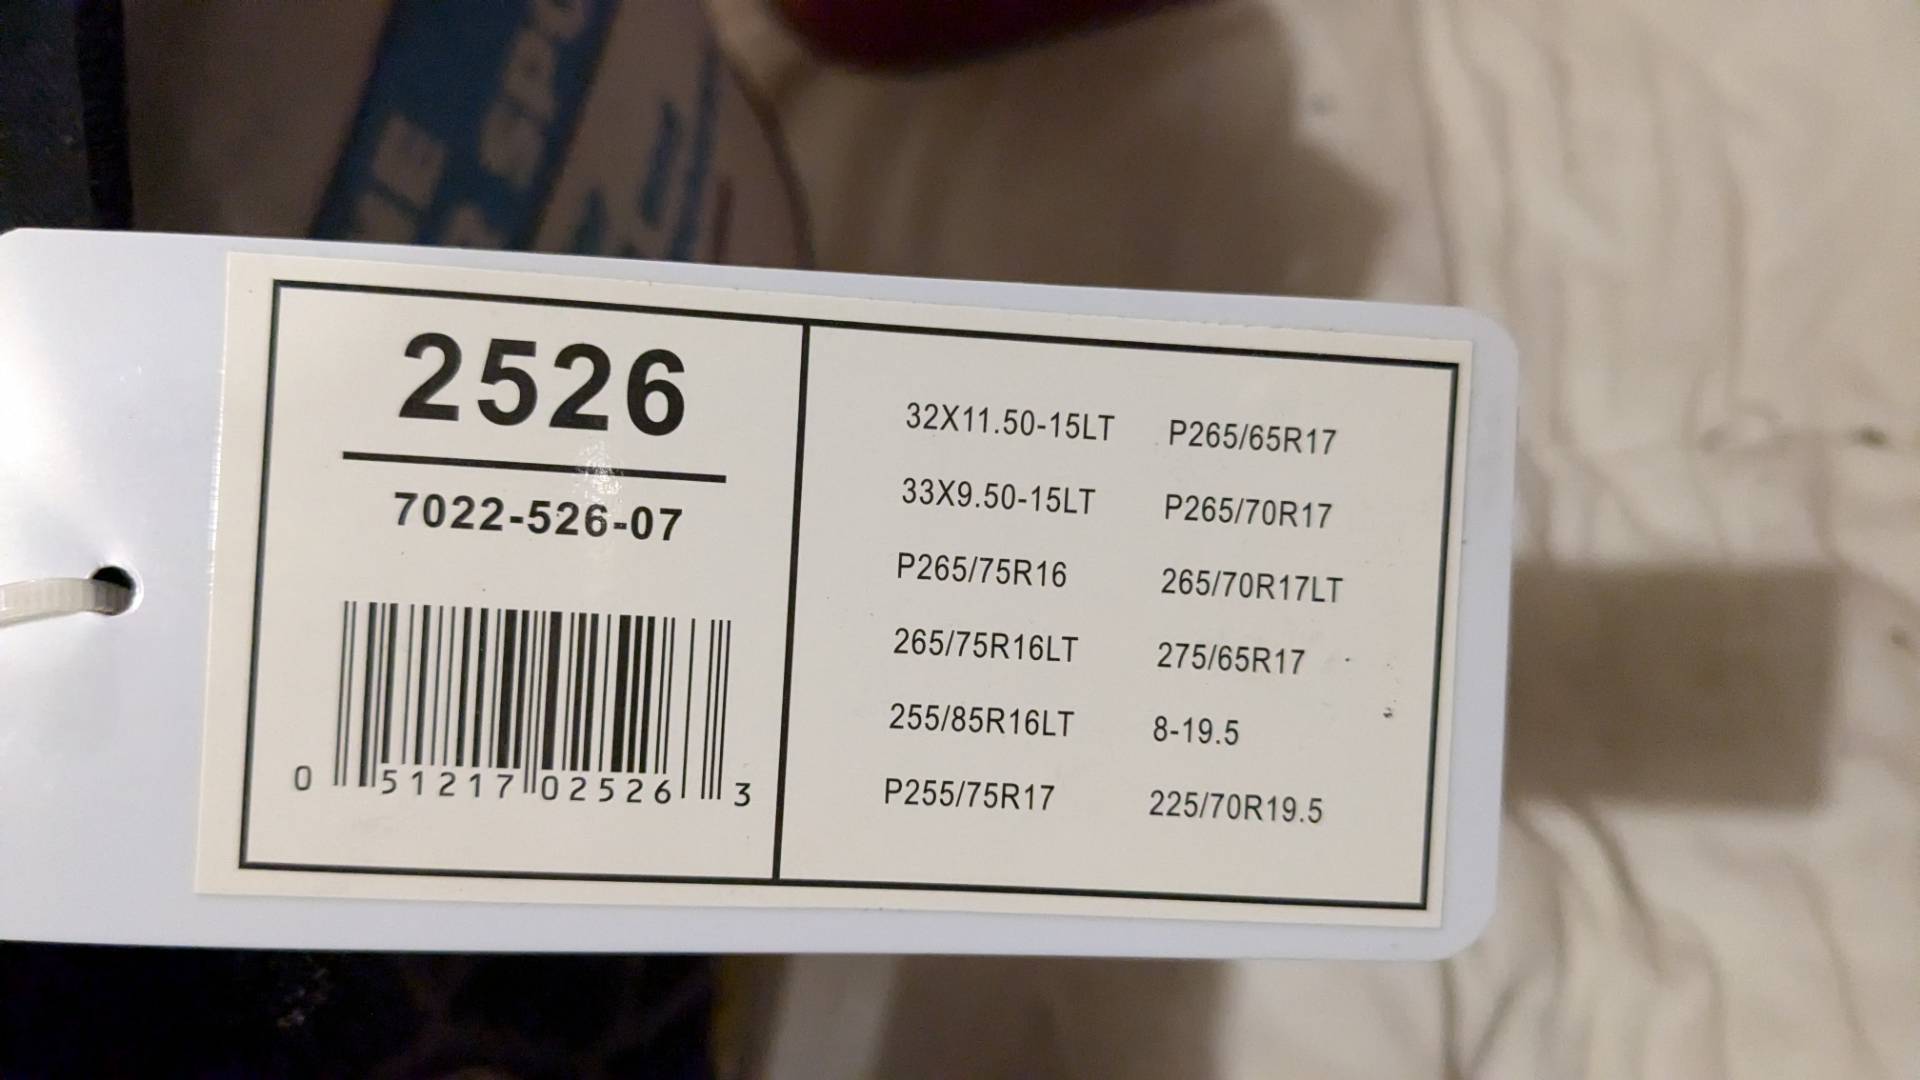 2526
7022-526-07
0 51217 02526 3
32X11.50-15LT
33X9.50-15LT
P265/75R16
265/75R16LT
255/85R16LT
P255/75R17
P265/65R17
P265/70R17
265/70R17LT
275/65R17
8-19.5
225/70R19.5